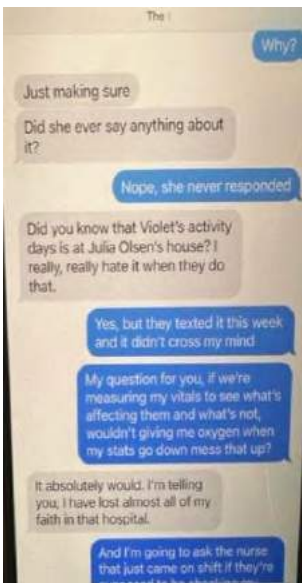 The
Why?
Just making sure
Did she ever say anything about
it?
Nope, she never responded
Did you know that Violet's activity
days is at Julia Olsen's house? I
really, really hate it when they do
that.
Yes, but they texted it this week
and it didn't cross my mind
My question for you, if we're
measuring my vitals to see what's
affecting them and what's not,
wouldn't giving me oxygen when
my stats go down mess that up?
It absolutely would. I'm telling
you, I have lost almost all of my
faith in that hospital.
And I'm going to ask the nurse
that just came on shift if they're